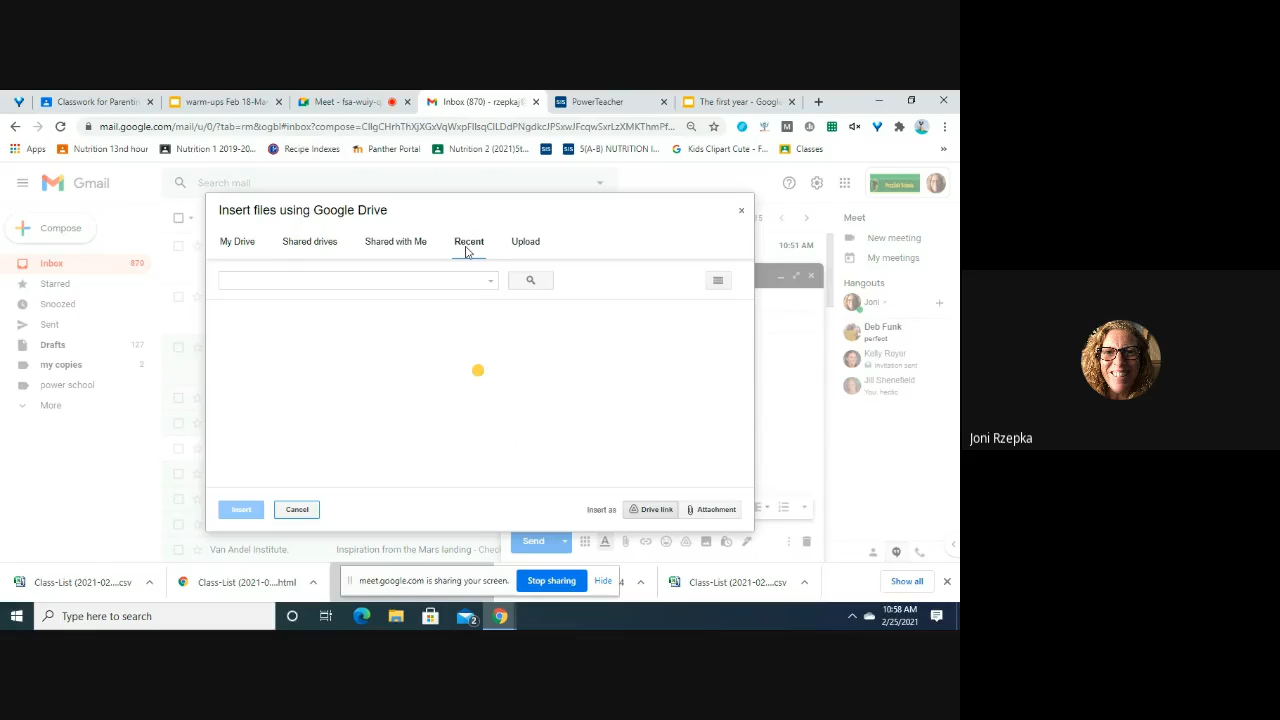 Classwork for Parentin
warm-ups Feb 18-Mar
Meet - fsa-wuiy-q
Inbox (870) - rzepkaj@
PowerTeacher
The first year - Google
Apps
Nutrition 13nd hour
Nutrition 1 2019-20...
Recipe Indexes
Panther Portal
Nutrition 2 (2021)5t...
5(A-B) NUTRITION I...
Kids Clipart Cute - F...
Classes
Gmail
Search mail
Compose
Inbox 870
Starred
Snoozed
Sent
Drafts 127
my copies 2
power school
More
Insert files using Google Drive
My Drive
Shared drives
Shared with Me
Recent
Upload
Insert
Cancel
Insert as
Drive link
Attachment
10:51 AM
Send
Van Andel Institute.
Inspiration from the Mars landing - Chec
Meet
New meeting
My meetings
Hangouts
Joni
Deb Funk
perfect
Kelly Royer
Invitation sent
Jill Shenefield
Joni Rzepka
Class-List (2021-02....csv
Class-List (2021-0....html
meet.google.com is sharing your screen.
Stop sharing
Hide
Class-List (2021-02....csv
Show all
Type here to search
2
10:58 AM
2/25/2021